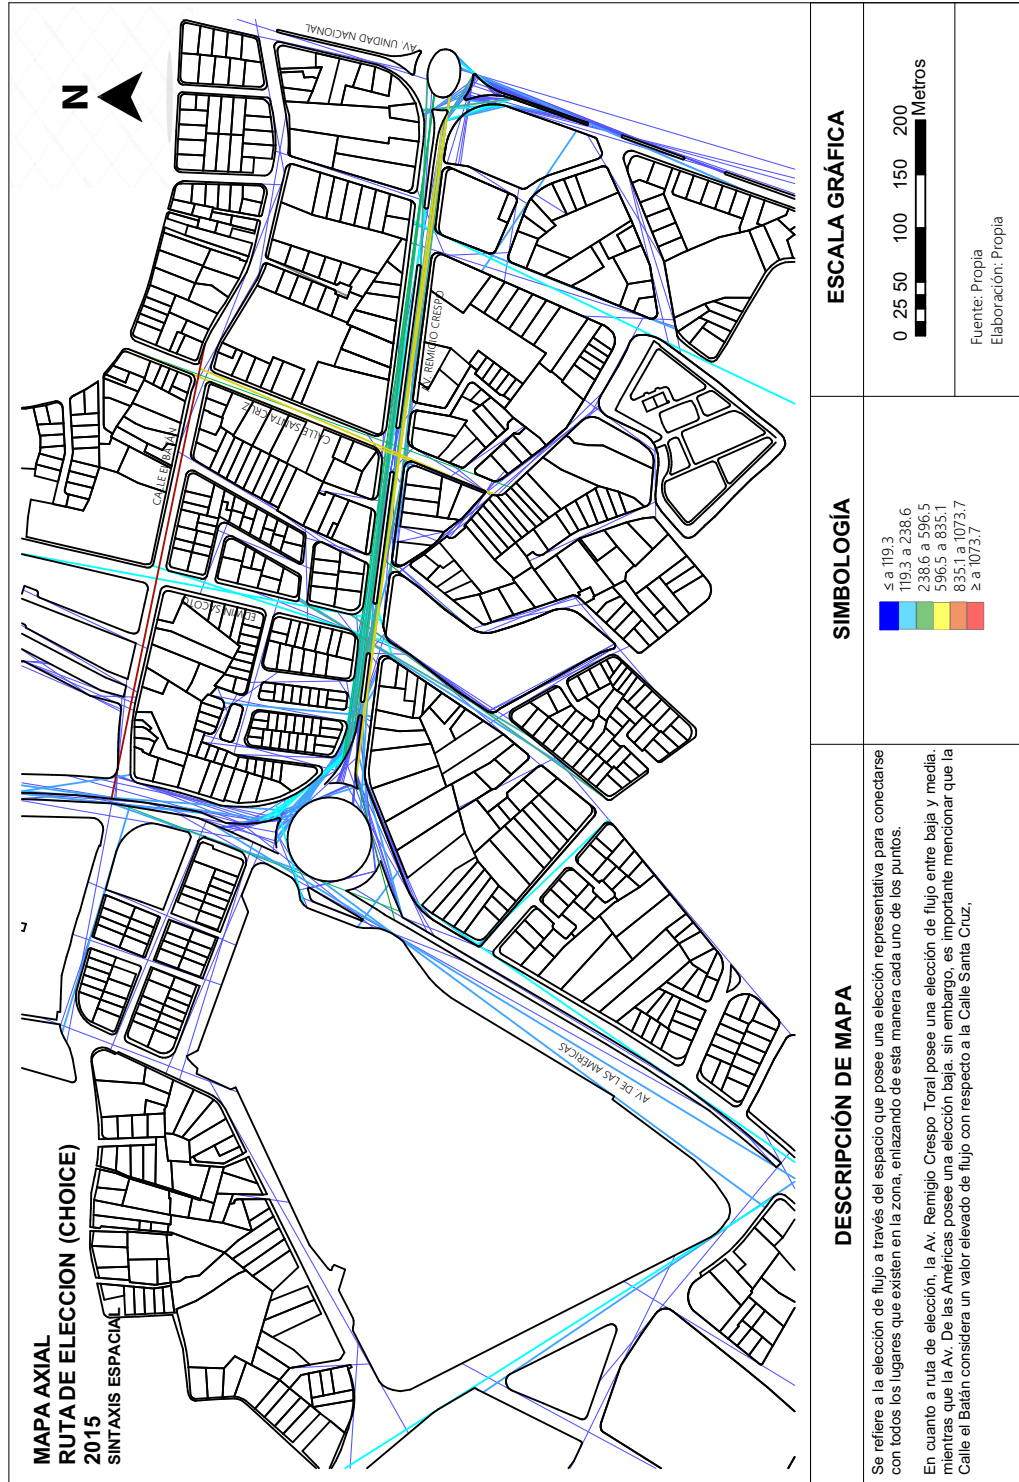 MAPA AXIAL
RUTA DE ELECCION (CHOICE)
2015
SINTAXIS ESPACIAL
N
AV. UNIDAD NACIONAL
CALLE EL BATÁN
CALLE SANTA CRUZ
AV. REMIGIO CRESPO
EDWIN SACOTO
AV. DE LAS AMÉRICAS
DESCRIPCIÓN DE MAPA
Se refiere a la elección de flujo a través del espacio que posee una elección representativa para conectarse
con todos los lugares que existen en la zona, enlazando de esta manera cada uno de los puntos.
En cuanto a ruta de elección, la Av. Remigio Crespo Toral posee una elección de flujo entre baja y media.
mientras que la Av. De las Américas posee una elección baja. sin embargo, es importante mencionar que la
Calle el Batán considera un valor elevado de flujo con respecto a la Calle Santa Cruz,
SIMBOLOGÍA
≤ a 119.3
119.3 a 238.6
238.6 a 596.5
596.5 a 835.1
835.1 a 1073.7
≥ a 1073.7
ESCALA GRÁFICA
0 25 50 100 150 200
Metros
Fuente: Propia
Elaboración: Propia